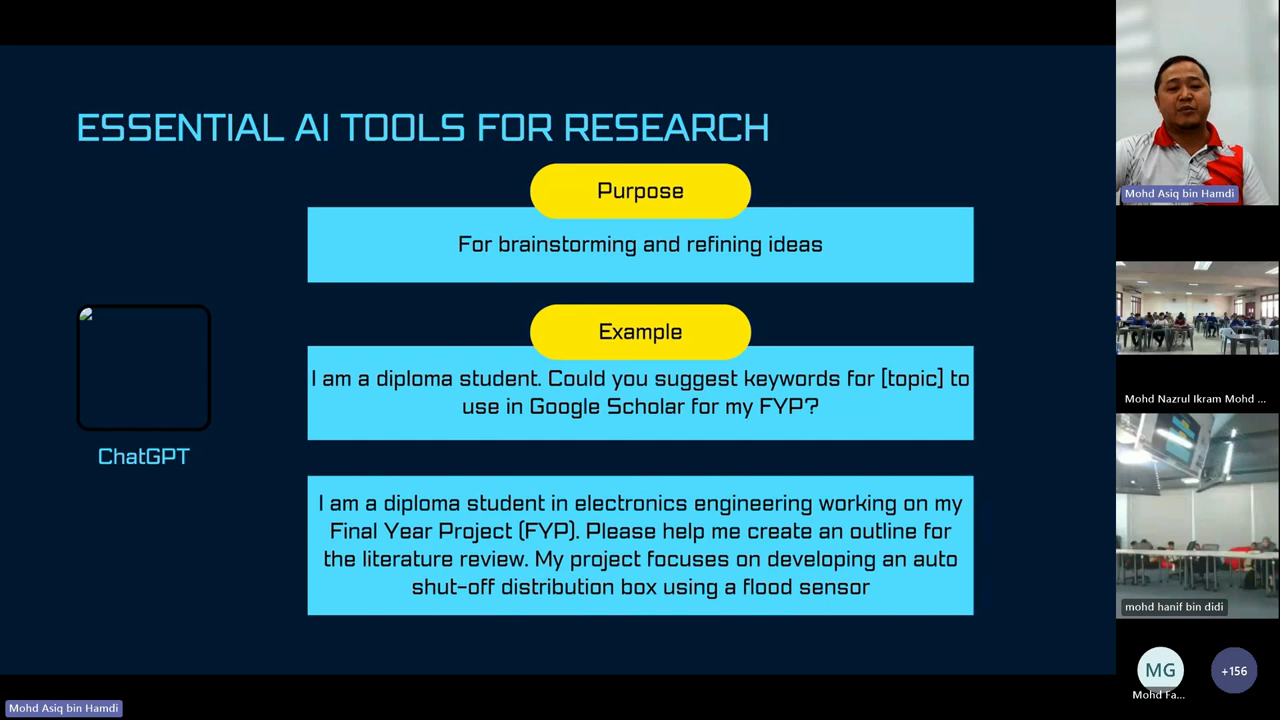 ESSENTIAL AI TOOLS FOR RESEARCH
Purpose
For brainstorming and refining ideas
Example
I am a diploma student. Could you suggest keywords for [topic] to
use in Google Scholar for my FYP?
ChatGPT
I am a diploma student in electronics engineering working on my
Final Year Project (FYP). Please help me create an outline for
the literature review. My project focuses on developing an auto
shut-off distribution box using a flood sensor
Mohd Asiq bin Hamdi
Mohd Nazrul Ikram Mohd ...
mohd hanif bin didi
MG
Mohd Fa...
+156
Mohd Asiq bin Hamdi